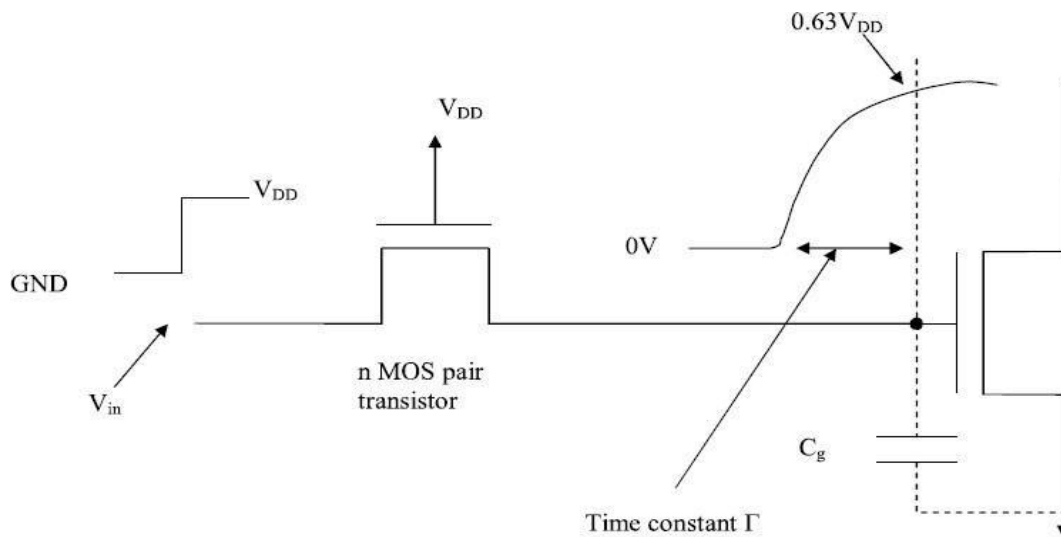 0.63VDD
VDD
VDD
GND
0V
n MOS pair
transistor
Vin
Cg
Time constant Γ